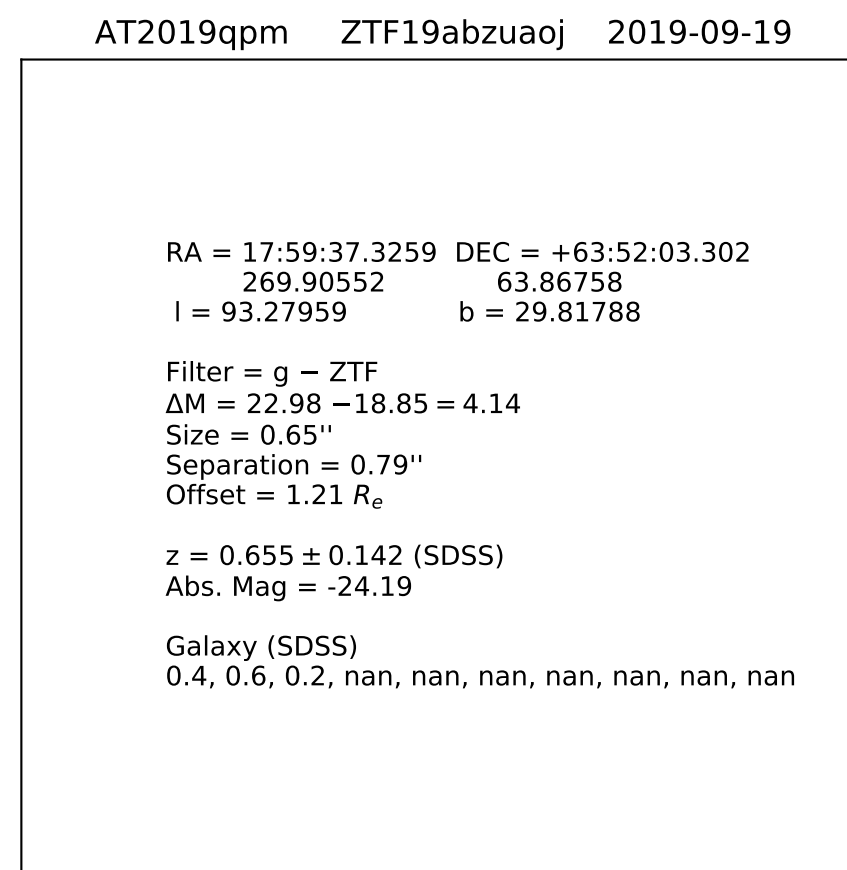 AT2019qpm ZTF19abzuaoj 2019-09-19
RA = 17:59:37.3259 DEC = +63:52:03.302
269.90552 63.86758
l = 93.27959 b = 29.81788
Filter = g − ZTF
ΔM = 22.98 −18.85 = 4.14
Size = 0.65''
Separation = 0.79''
Offset = 1.21 Rₑ
z = 0.655 ± 0.142 (SDSS)
Abs. Mag = -24.19
Galaxy (SDSS)
0.4, 0.6, 0.2, nan, nan, nan, nan, nan, nan, nan